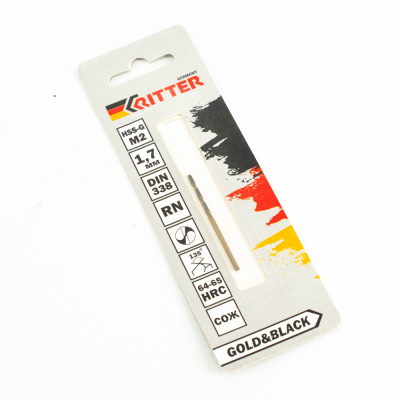 GERMANY
RITTER
HSS-G
M2
1,7
мм
DIN
338
RN
135°
64-65
HRC
СОЖ
GOLD&BLACK